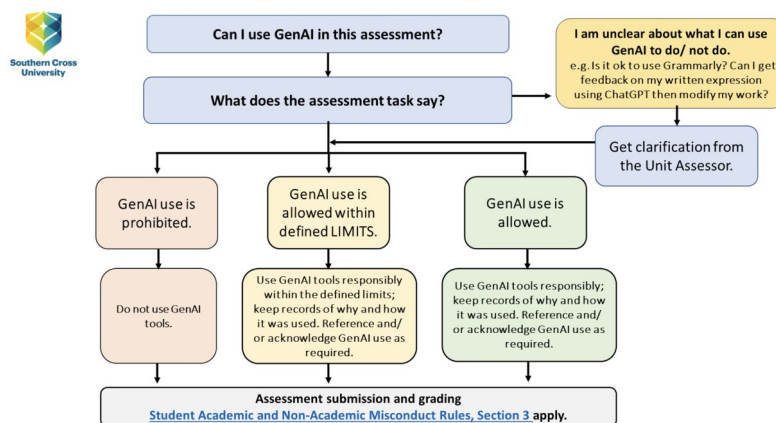 Southern Cross
University
Can I use GenAI in this assessment?
I am unclear about what I can use
GenAI to do/ not do.
e.g. Is it ok to use Grammarly? Can I get
feedback on my written expression
using ChatGPT then modify my work?
What does the assessment task say?
Get clarification from
the Unit Assessor.
GenAI use is
prohibited.
GenAI use is
allowed within
defined LIMITS.
GenAI use is
allowed.
Do not use GenAI
tools.
Use GenAI tools responsibly
within the defined limits;
keep records of why and how
it was used. Reference and/
or acknowledge GenAI use as
required.
Use GenAI tools responsibly;
keep records of why and how
it was used. Reference and/
or acknowledge GenAI use as
required.
Assessment submission and grading
Student Academic and Non-Academic Misconduct Rules, Section 3 apply.